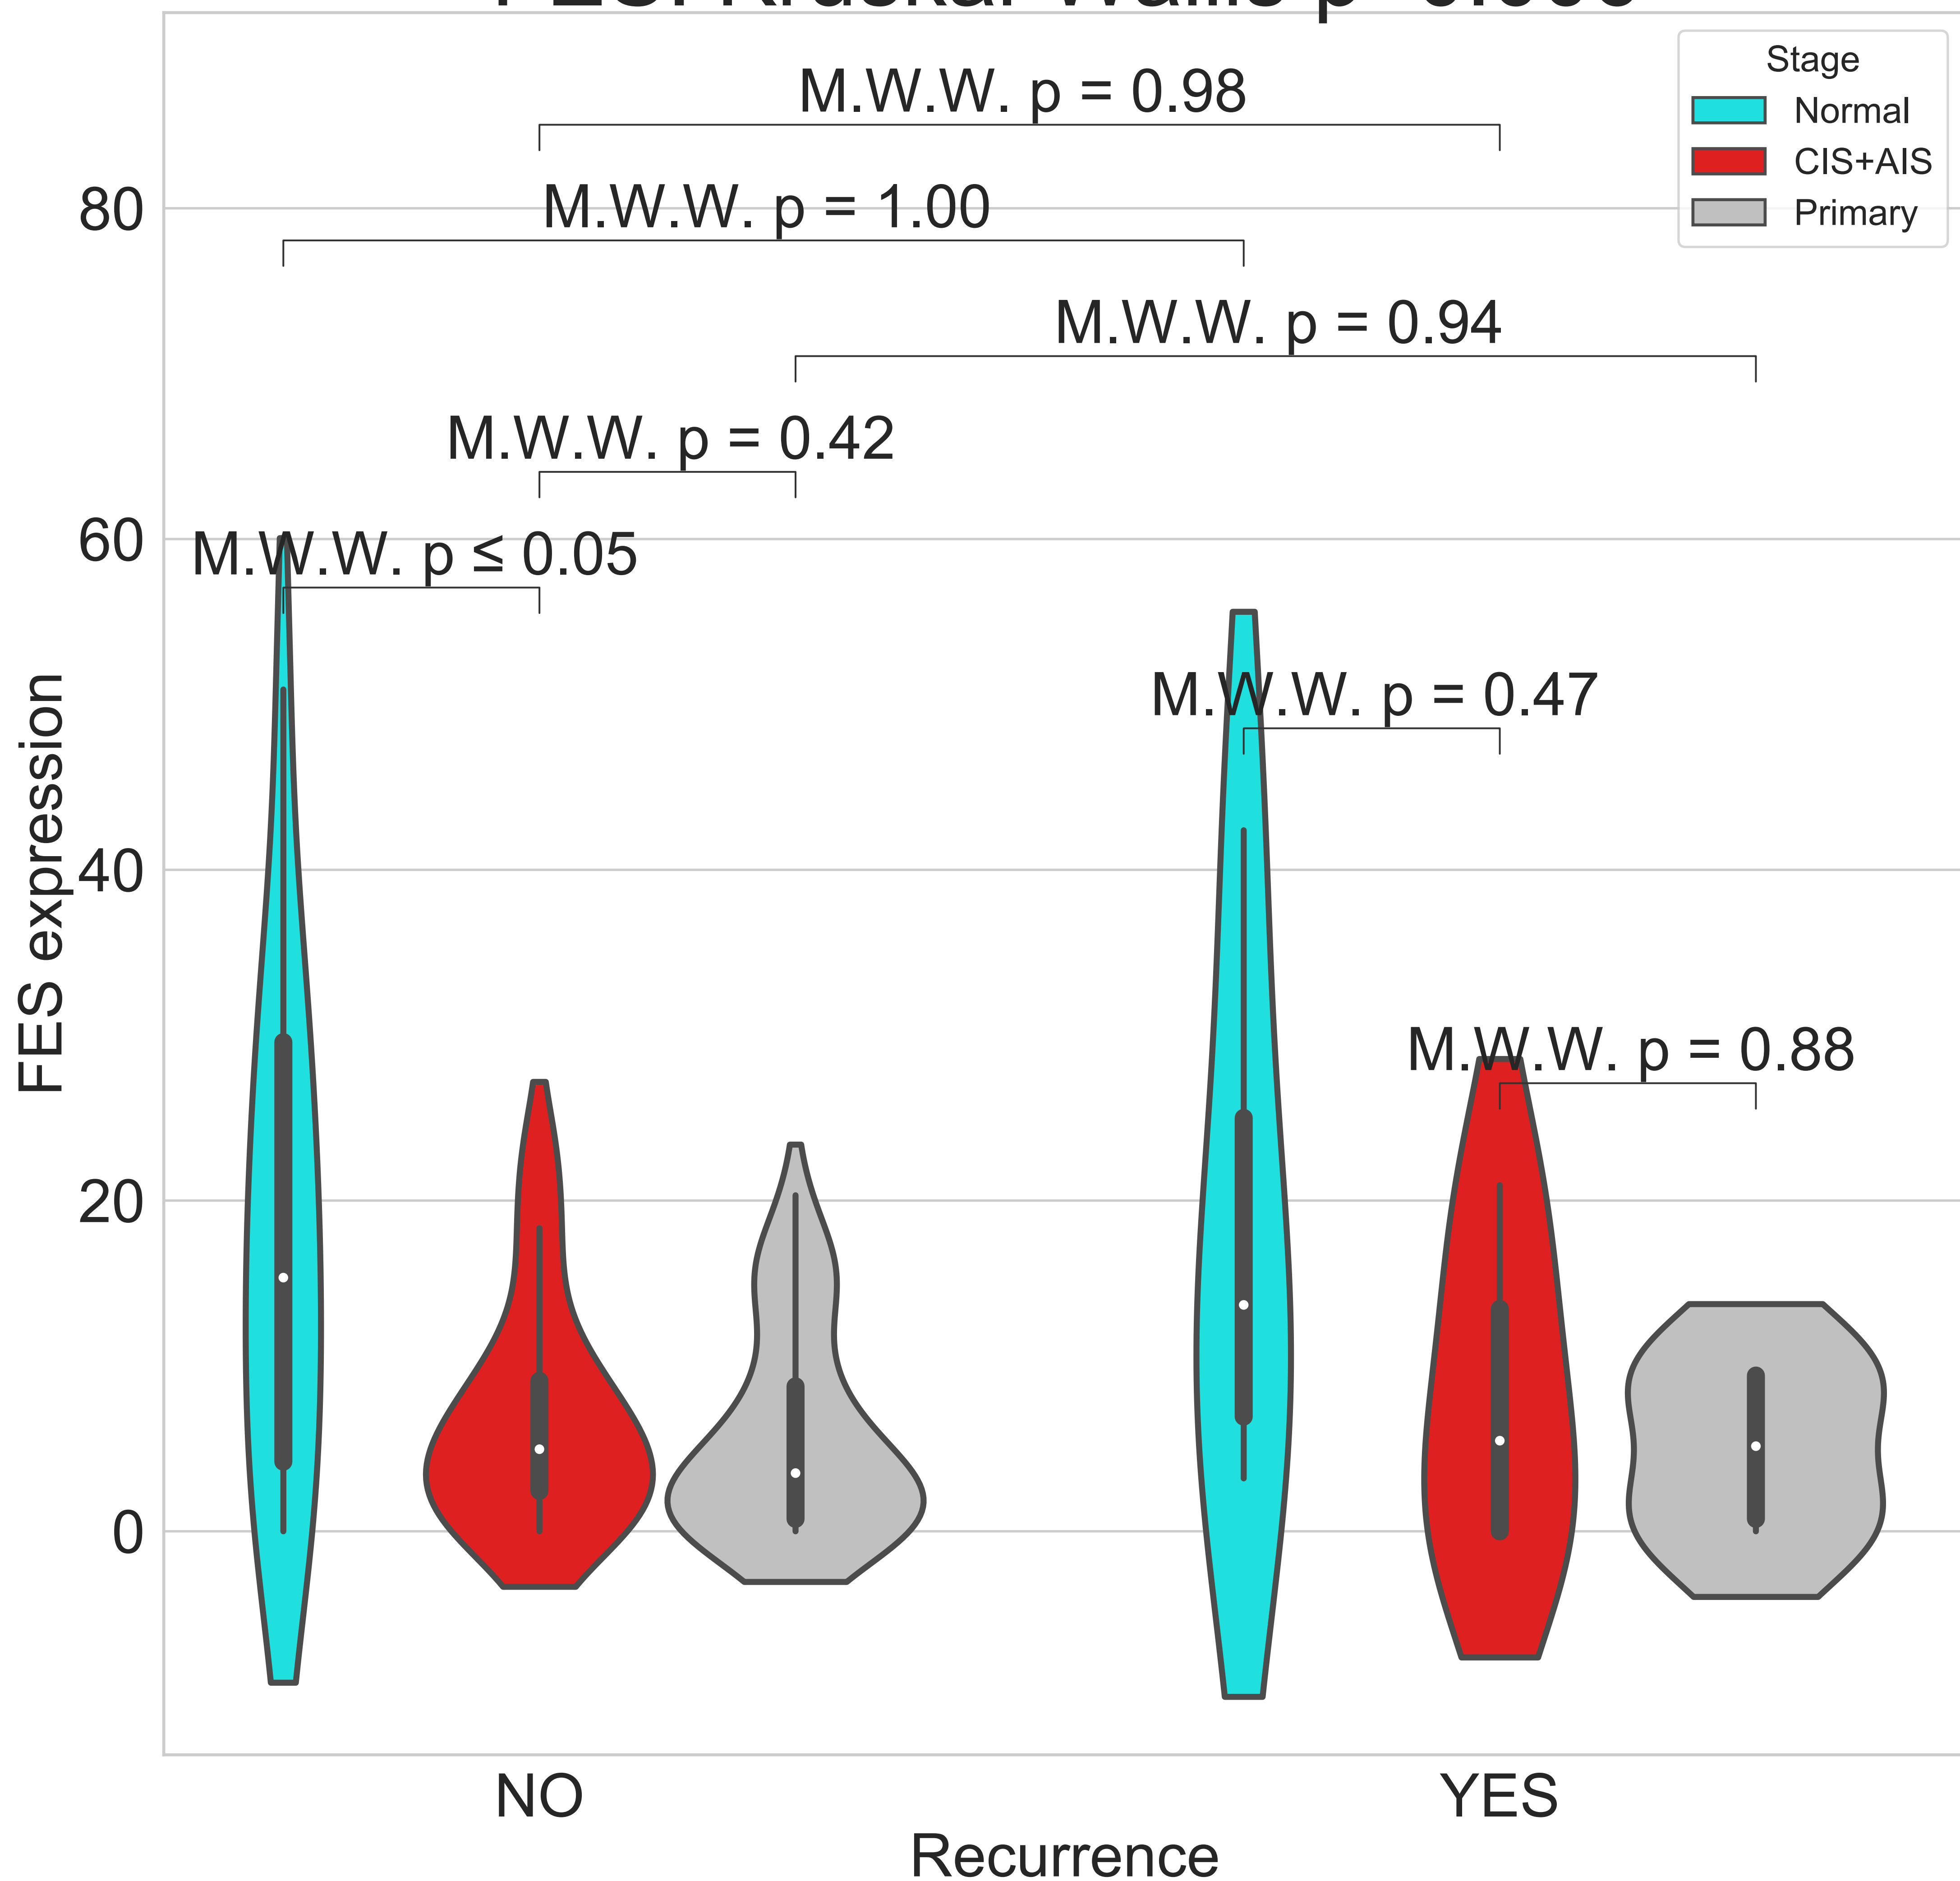 M.W.W. p = 0.98
M.W.W. p = 1.00
M.W.W. p = 0.94
M.W.W. p = 0.42
M.W.W. p ≤ 0.05
M.W.W. p = 0.47
M.W.W. p = 0.88
Stage
Normal
CIS+AIS
Primary
80
60
40
20
0
FES expression
NO
YES
Recurrence